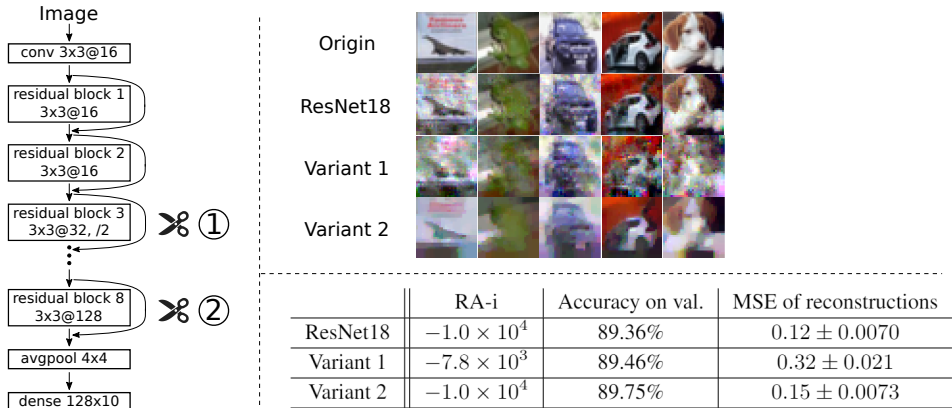 Image
conv 3x3@16
residual block 1
3x3@16
residual block 2
3x3@16
residual block 3
3x3@32, /2
①
residual block 8
3x3@128
②
avgpool 4x4
dense 128x10
Origin
ResNet18
Variant 1
Variant 2
RA-i Accuracy on val. MSE of reconstructions
ResNet18 −1.0 × 10⁴ 89.36% 0.12 ± 0.0070
Variant 1 −7.8 × 10³ 89.46% 0.32 ± 0.021
Variant 2 −1.0 × 10⁴ 89.75% 0.15 ± 0.0073